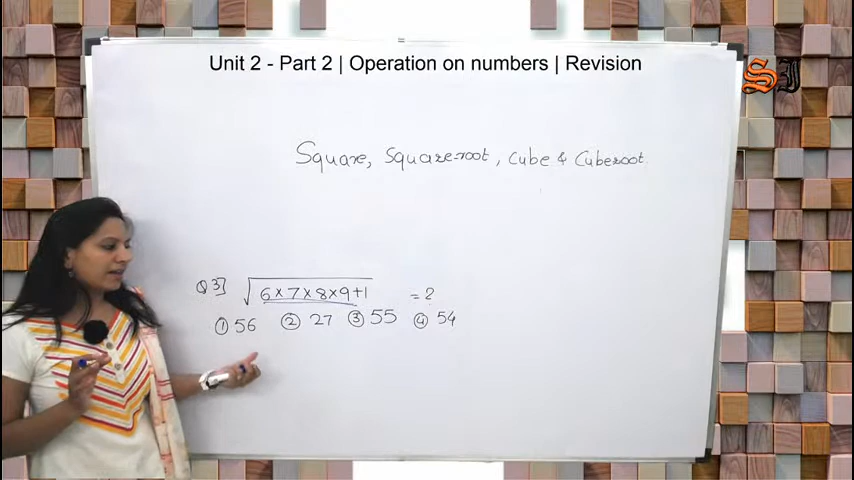 Unit 2 - Part 2 | Operation on numbers | Revision
SJ
Square, Square-root, Cube & Cuberoot.
Q3] √6×7×8×9+1 = ?
① 56 ② 27 ③ 55 ④ 54